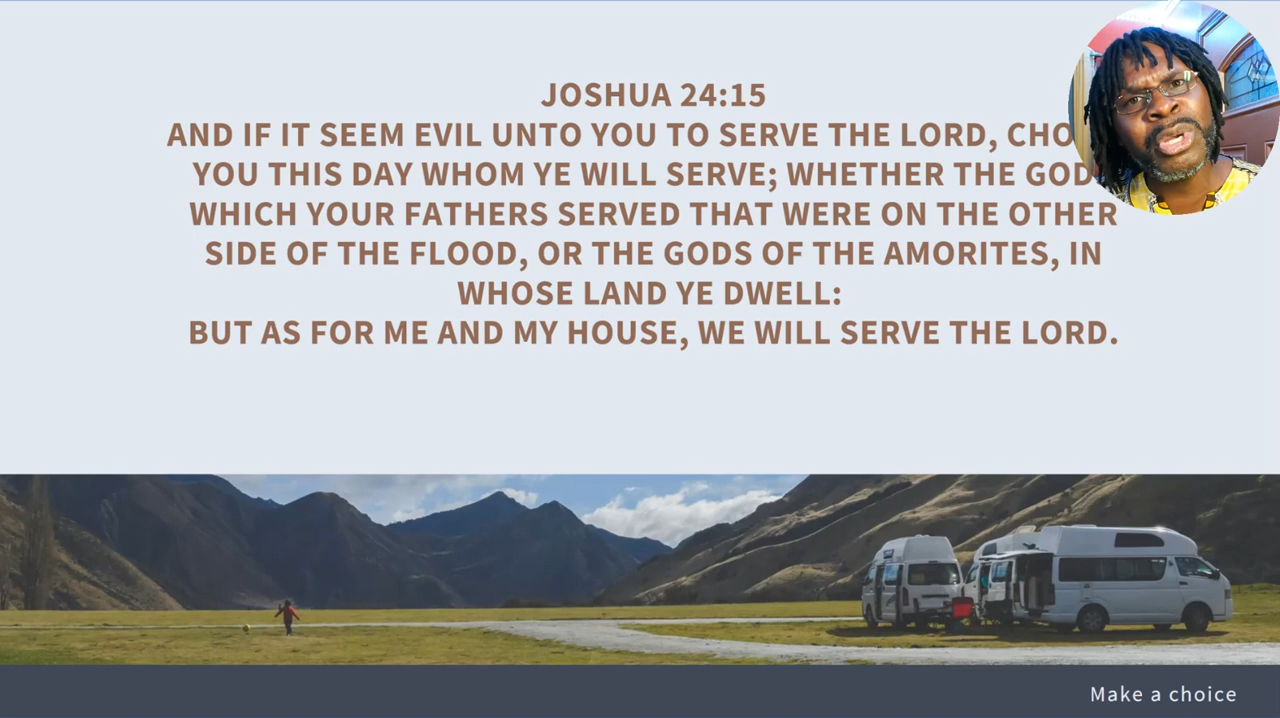 JOSHUA 24:15
AND IF IT SEEM EVIL UNTO YOU TO SERVE THE LORD,
YOU THIS DAY WHOM YE WILL SERVE; WHETHER THE
WHICH YOUR FATHERS SERVED THAT WERE ON THE OTHER
SIDE OF THE FLOOD, OR THE GODS OF THE AMORITES, IN
WHOSE LAND YE DWELL:
BUT AS FOR ME AND MY HOUSE, WE WILL SERVE THE LORD.
Make a choice